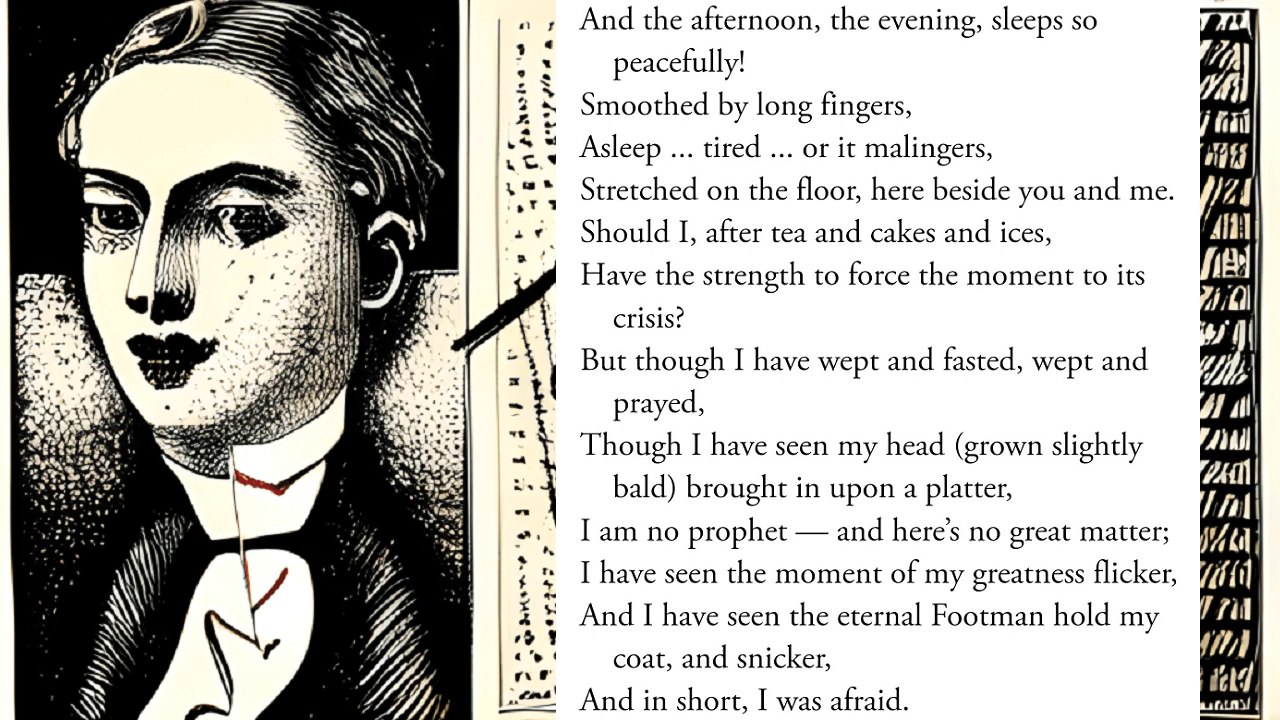 And the afternoon, the evening, sleeps so
peacefully!
Smoothed by long fingers,
Asleep ... tired ... or it malingers,
Stretched on the floor, here beside you and me.
Should I, after tea and cakes and ices,
Have the strength to force the moment to its
crisis?
But though I have wept and fasted, wept and
prayed,
Though I have seen my head (grown slightly
bald) brought in upon a platter,
I am no prophet — and here’s no great matter;
I have seen the moment of my greatness flicker,
And I have seen the eternal Footman hold my
coat, and snicker,
And in short, I was afraid.